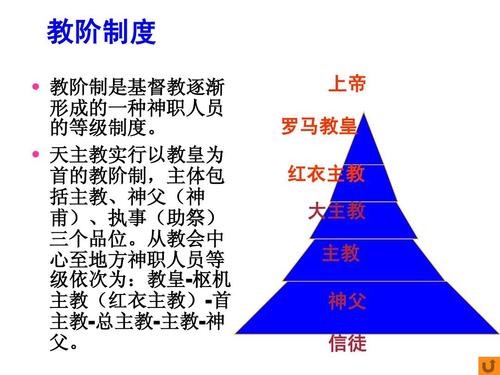 教阶制度
• 教阶制是基督教逐渐
形成的一种神职人员
的等级制度。
• 天主教实行以教皇为
首的教阶制，主体包
括主教、神父（神
甫）、执事（助祭）
三个品位。从教会中
心至地方神职人员等
级依次为：教皇-枢机
主教（红衣主教）-首
主教-总主教-主教-神
父。
上帝
罗马教皇
红衣主教
大主教
主教
神父
信徒